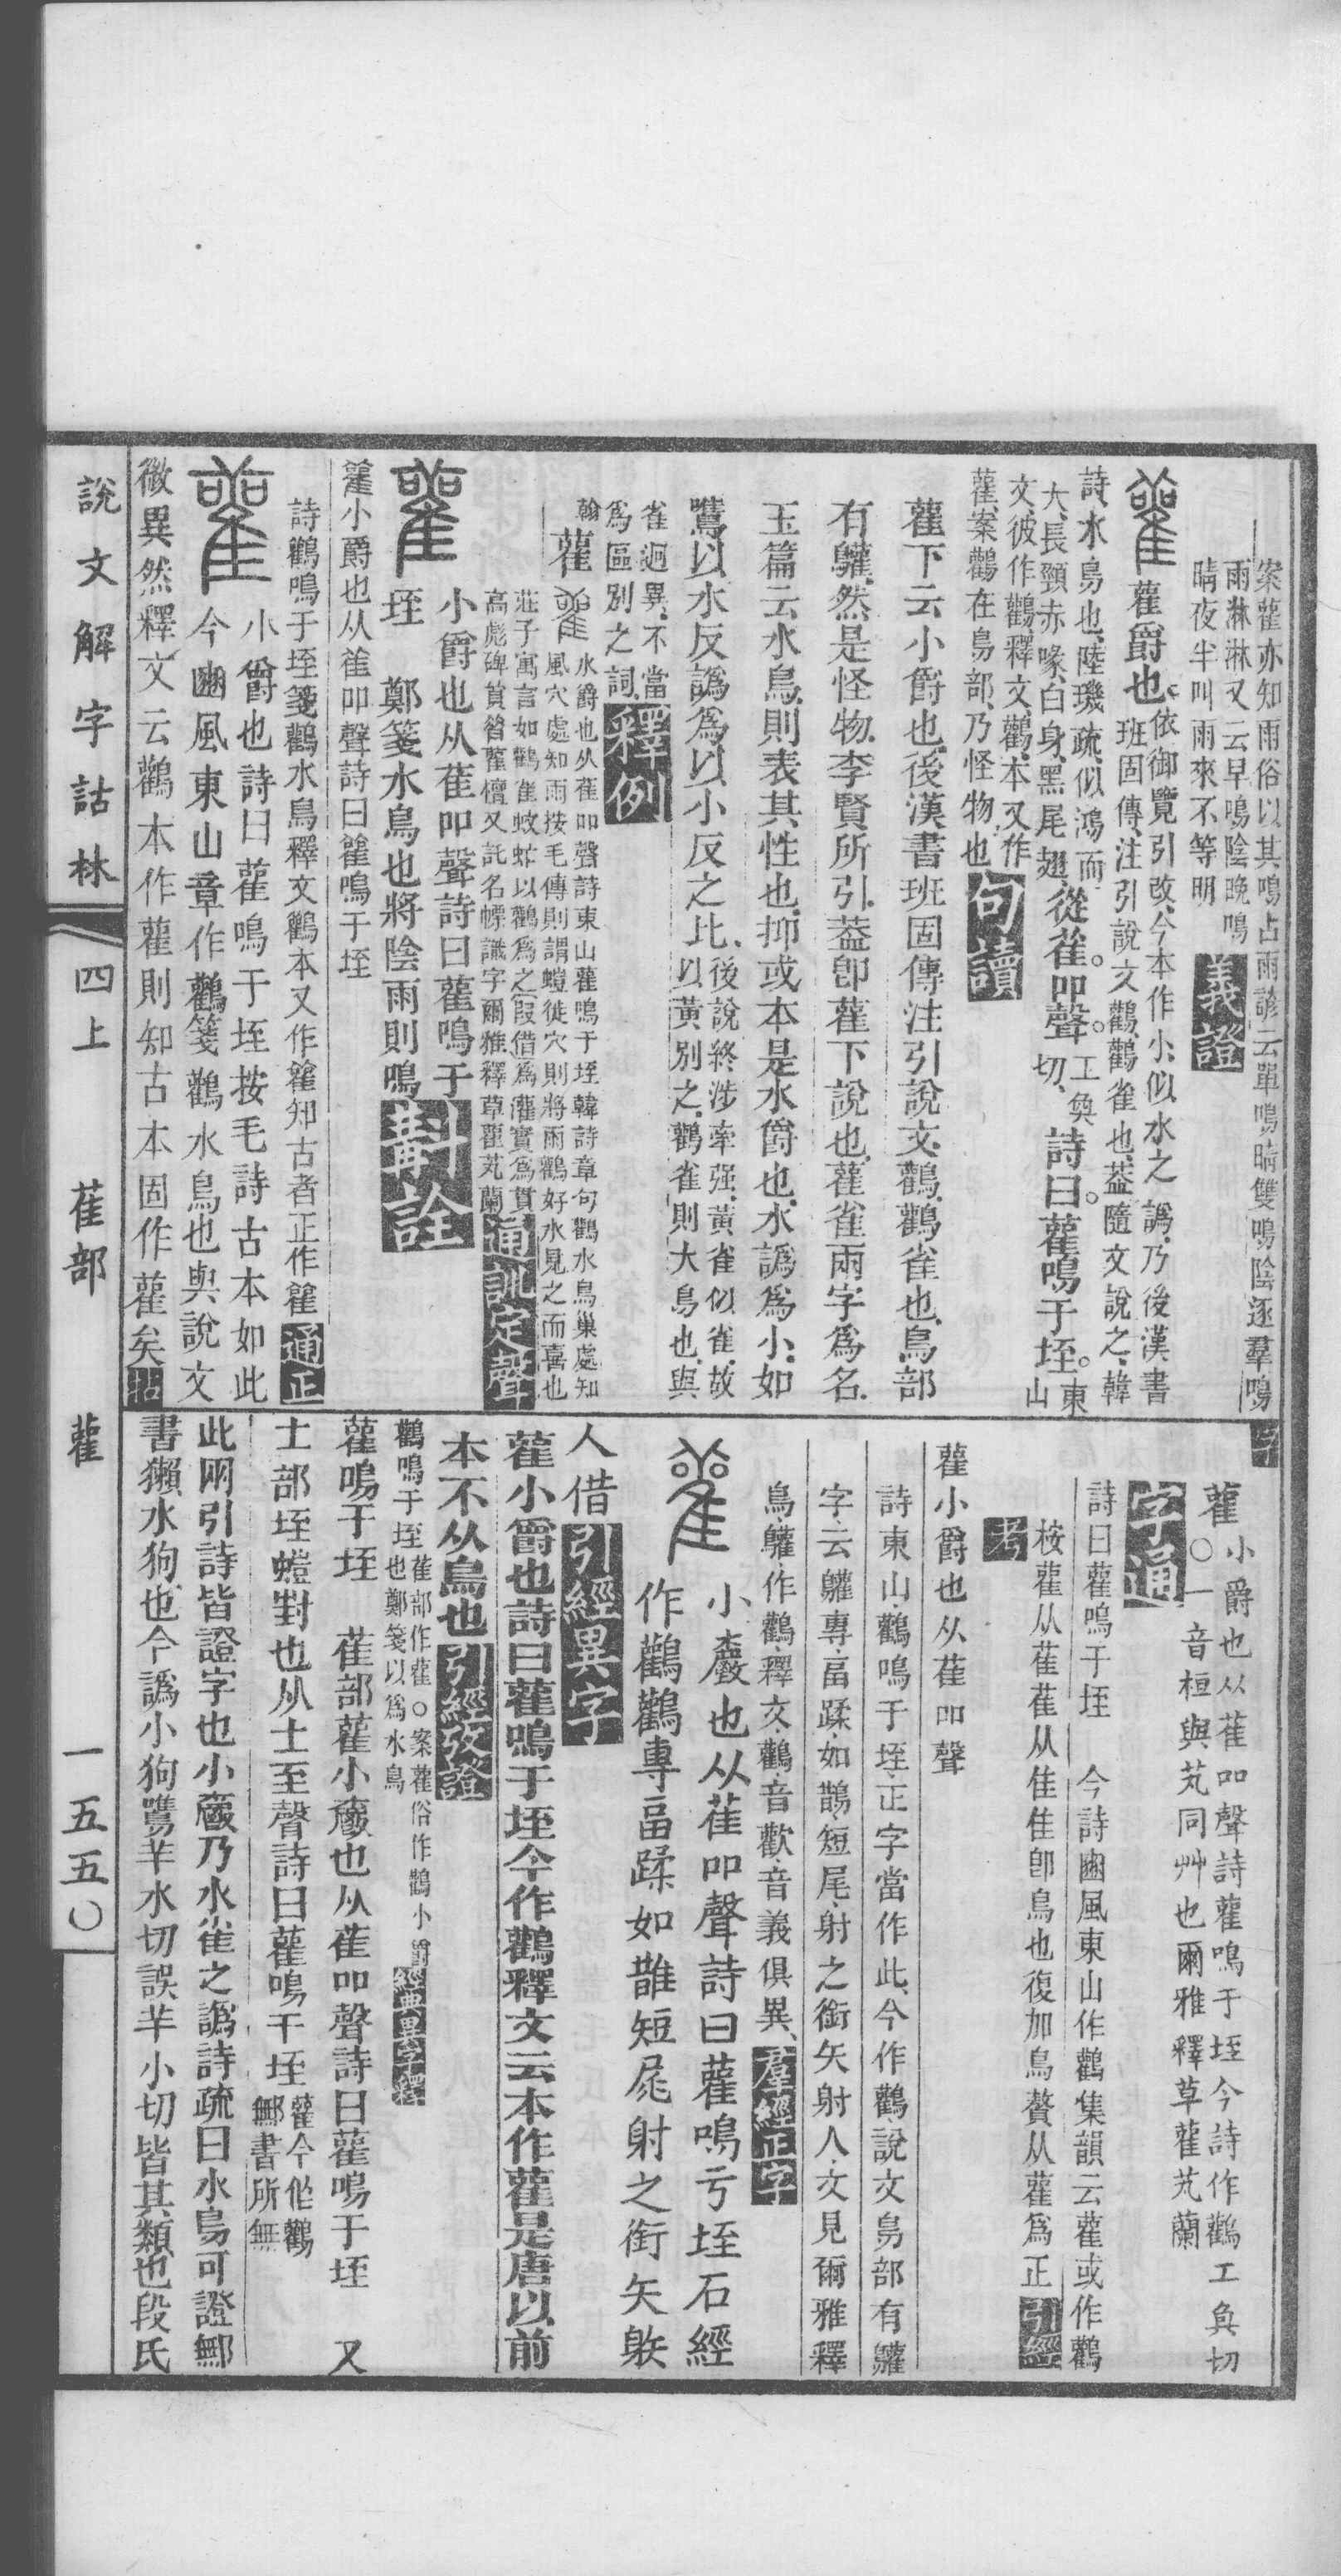 案雚亦知雨俗以其鳴占雨諺云單鳴晴雙鳴陰逐羣鳴
雨淋淋又云早鳴陰晚鳴
晴夜半叫雨來不等明
義證
雚爵也
依御覽引改今本作小似水之譌乃後漢書
班固傳注引說文鸛鸛雀也葢隨文說之韓
詩水鳥也陸璣疏似鴻而
大長頸赤喙白身黑尾翅
從萑吅聲
工奐
切
詩曰雚鳴于垤
東
山
文彼作鸛釋文鸛本又作
雚案鸛在鳥部乃怪物也
句讀
雚下云小爵也後漢書班固傳注引說文鸛鸛雀也鳥部
有鸛然是怪物李賢所引葢卽雚下說也雚雀兩字爲名
玉篇云水鳥則表其性也抑或本是水爵也水譌爲小如
鷕以水反譌爲以小反之比
後說終涉牽强黃雀似雀故
以黃別之鸛雀則大鳥也與
雀迥異不當
爲區別之詞
釋例
翰
雚
水爵也从萑吅聲詩東山雚鳴于垤韓詩章句鸛水鳥巢處知
風穴處知雨按毛傳則謂螘徙穴則將雨鸛好水見之而喜也
莊子寓言如鸛雀蚊虻以鸛爲之叚借爲灌實爲貫
高彪碑首曾雚儃又託名幖識字爾雅釋草雚芄蘭
通訓定聲
小爵也从萑吅聲詩曰雚鳴于
垤 鄭箋水鳥也將陰雨則鳴
斠詮
雚小爵也从萑吅聲詩曰雚鳴于垤
詩鸛鳴于垤箋鸛水鳥釋文鸛本又作雚知古者正作雚
通正
小爵也詩曰雚鳴于垤按毛詩古本如此
今豳風東山章作鸛箋鸛水鳥也與說文
微異然釋文云鸛本作雚則知古本固作雚矣
拈
字
雚
小爵也从萑吅聲詩雚鳴于垤今詩作鸛工奐切
〇一音桓與芄同艸也爾雅釋草雚芄蘭
字通
詩曰雚鳴于垤 今詩豳風東山作鸛集韻云雚或作鸛
桉雚从萑萑从隹隹卽鳥也復加鳥贅从雚爲正
引經
考
雚小爵也从萑吅聲
詩東山鸛鳴于垤正字當作此今作鸛說文鳥部有鸛
字云鸛專畐蹂如鵲短尾射之銜矢射人文見爾雅釋
鳥鸛作鸛釋文鸛音歡音義俱異
羣經正字
小爵也从萑吅聲詩曰雚鳴亏垤石經
作鸛鸛專畐蹂如誰短尾射之銜矢䠶
人借
引經異字
雚小爵也詩曰雚鳴于垤今作鸛釋文云本作雚是唐以前
本不从鳥也
引經攷證
鸛鳴于垤
萑部作雚〇案雚俗作鸛小爵
也鄭箋以爲水鳥
經典異字釋
雚鳴于垤 萑部雚小爵也从萑吅聲詩曰雚鳴于垤 又
土部垤螘對也从土至聲詩曰雚鳴于垤
雚今作鸛
鄦書所無
此网引詩皆證字也小爵乃水雀之譌詩疏曰水鳥可證鄦
書獺水狗也今譌小狗鷕羊水切誤羊小切皆其類也段氏
說文解字詁林
四上 萑部 雚 一五五〇